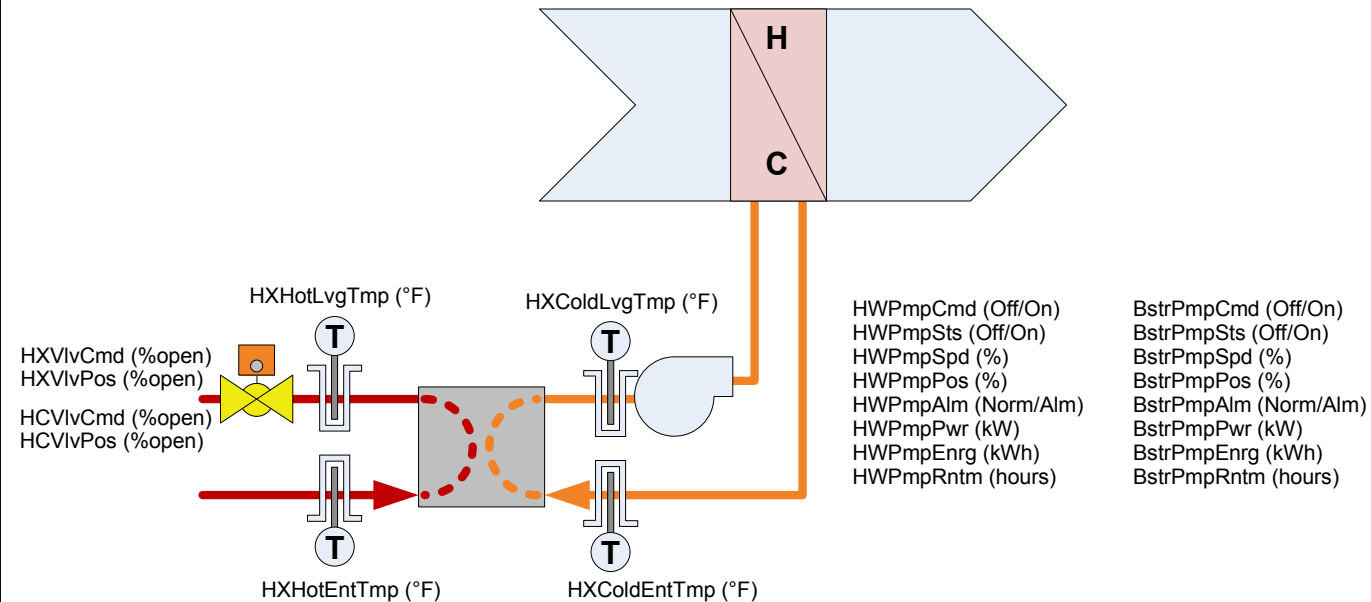 H
C
HXHotLvgTmp (°F)
HXColdLvgTmp (°F)
T
T
HXVlvCmd (%open)
HXVlvPos (%open)
HCVlvCmd (%open)
HCVlvPos (%open)
HWPmpCmd (Off/On)
HWPmpSts (Off/On)
HWPmpSpd (%)
HWPmpPos (%)
HWPmpAlm (Norm/Alm)
HWPmpPwr (kW)
HWPmpEnrg (kWh)
HWPmpRntm (hours)
BstrPmpCmd (Off/On)
BstrPmpSts (Off/On)
BstrPmpSpd (%)
BstrPmpPos (%)
BstrPmpAlm (Norm/Alm)
BstrPmpPwr (kW)
BstrPmpEnrg (kWh)
BstrPmpRntm (hours)
T
T
HXHotEntTmp (°F)
HXColdEntTmp (°F)